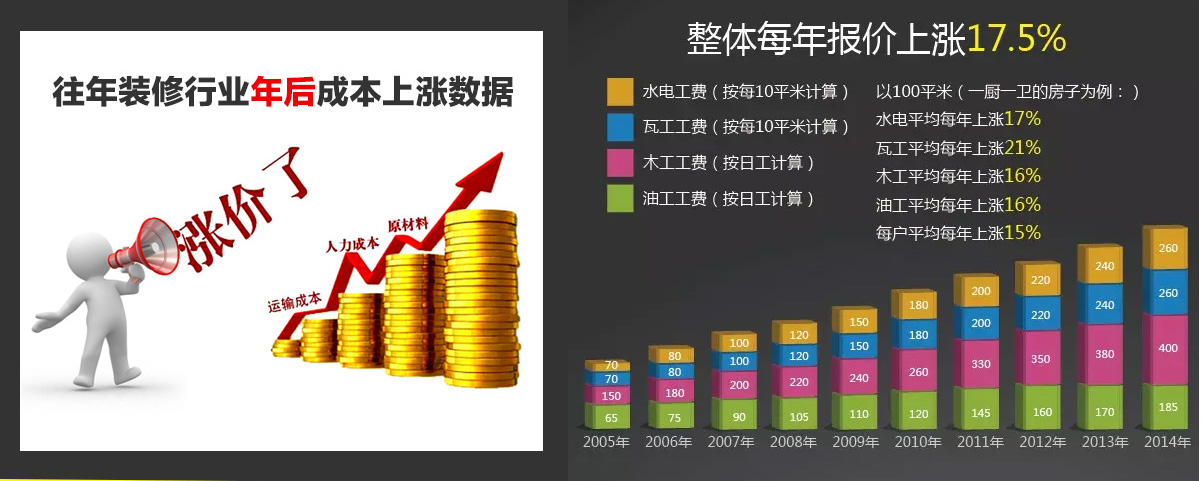 往年装修行业年后成本上涨数据
涨价了
运输成本
人力成本
原材料
整体每年报价上涨17.5%
水电工费（按每10平米计算）
瓦工工费（按每10平米计算）
木工工费（按日工计算）
油工工费（按日工计算）
以100平米（一厨一卫的房子为例：）
水电平均每年上涨17%
瓦工平均每年上涨21%
木工平均每年上涨16%
油工平均每年上涨16%
每户平均每年上涨15%
70
70
150
65
2005年
80
80
180
75
2006年
100
100
200
90
2007年
120
120
220
105
2008年
150
150
240
110
2009年
180
180
260
120
2010年
200
200
330
145
2011年
220
220
350
160
2012年
240
240
380
170
2013年
260
260
400
185
2014年